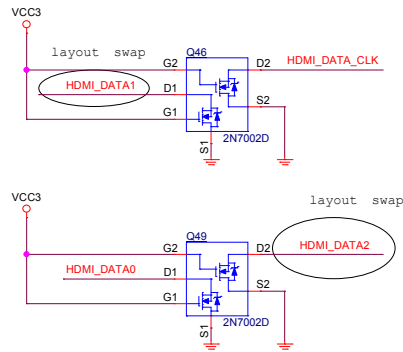 VCC3
layout swap
Q46
G2
D2
HDMI_DATA_CLK
HDMI_DATA1
D1
S2
G1
S1
2N7002D
layout swap
VCC3
Q49
G2
D2
HDMI_DATA2
HDMI_DATA0
D1
S2
G1
S1
2N7002D